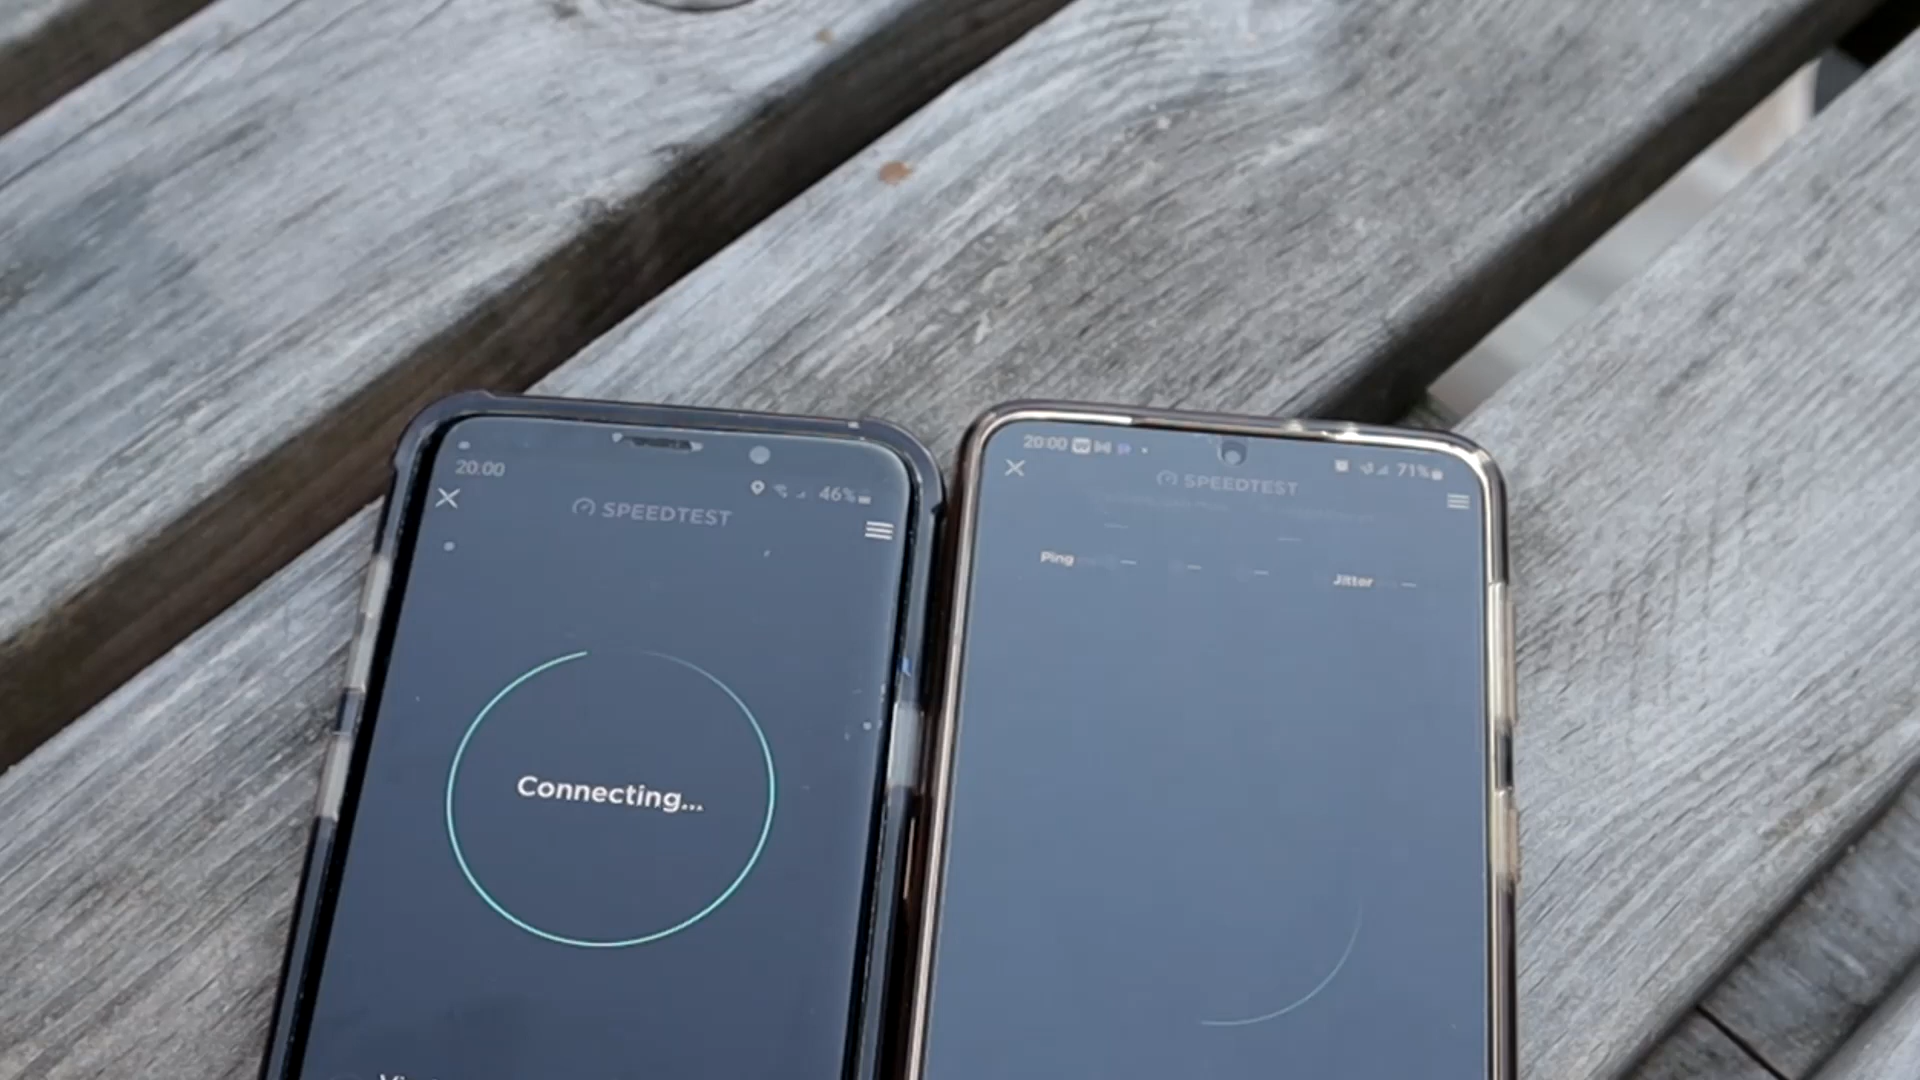 20:00
46%
SPEEDTEST
Connecting...
20:00
71%
SPEEDTEST
Ping
Jitter